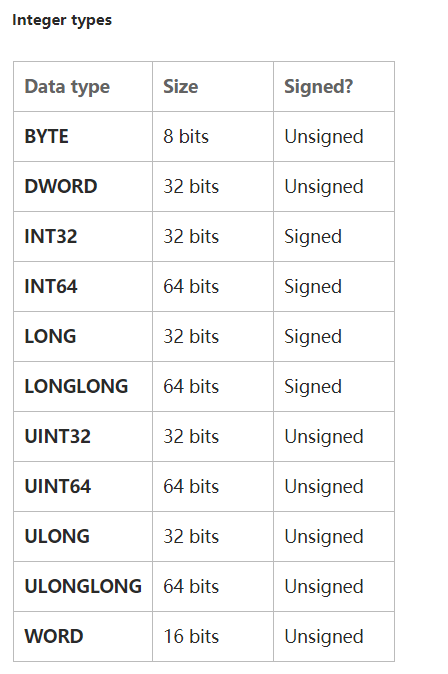 Integer types
Data type Size Signed?
BYTE 8 bits Unsigned
DWORD 32 bits Unsigned
INT32 32 bits Signed
INT64 64 bits Signed
LONG 32 bits Signed
LONGLONG 64 bits Signed
UINT32 32 bits Unsigned
UINT64 64 bits Unsigned
ULONG 32 bits Unsigned
ULONGLONG 64 bits Unsigned
WORD 16 bits Unsigned